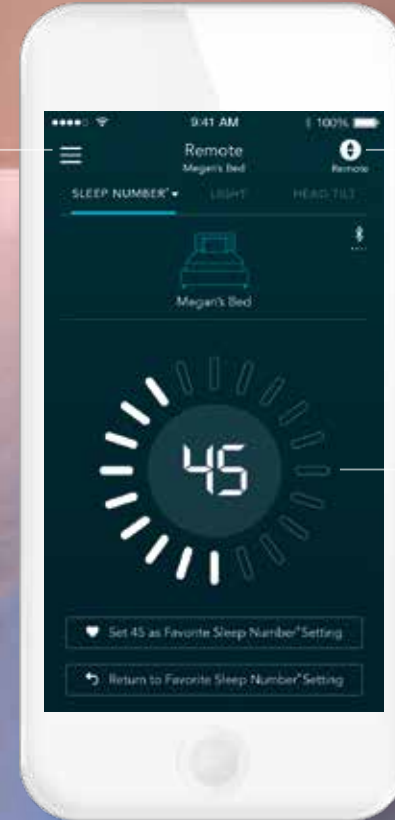 9:41 AM
100%
Remote
Megan's Bed
Remote
SLEEP NUMBER®
LIGHT
HEAD TILT
Megan's Bed
45
Set 45 as Favorite Sleep Number® Setting
Return to Favorite Sleep Number® Setting